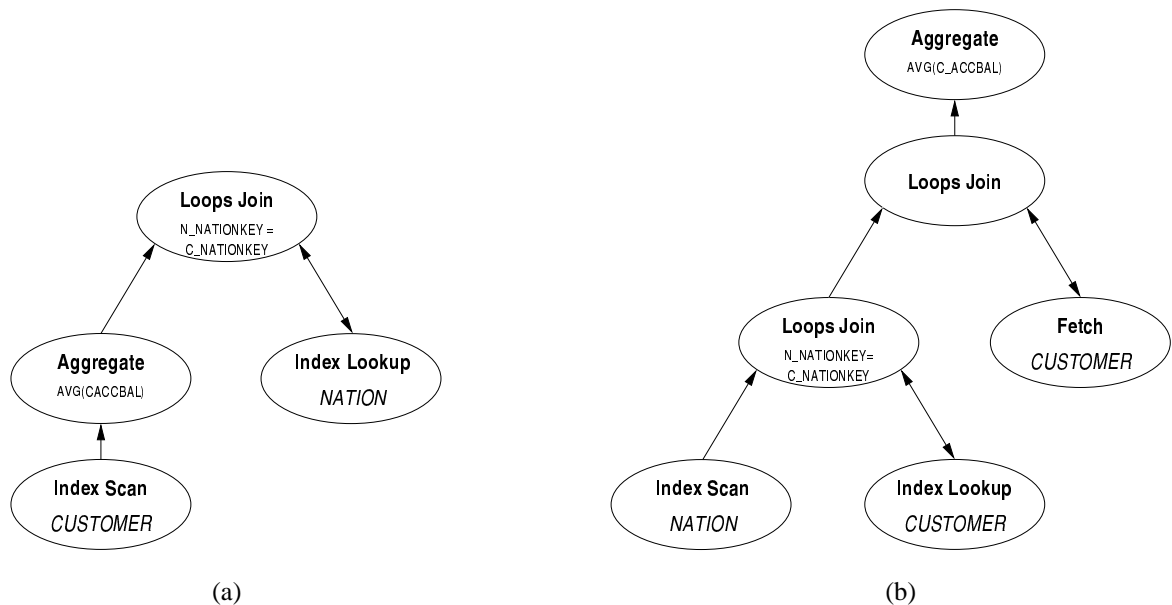 Loops Join
N_NATIONKEY =
C_NATIONKEY
Aggregate
AVG(CACCBAL)
Index Lookup
NATION
Index Scan
CUSTOMER
(a)
Aggregate
AVG(C_ACCBAL)
Loops Join
Loops Join
N_NATIONKEY=
C_NATIONKEY
Fetch
CUSTOMER
Index Scan
NATION
Index Lookup
CUSTOMER
(b)